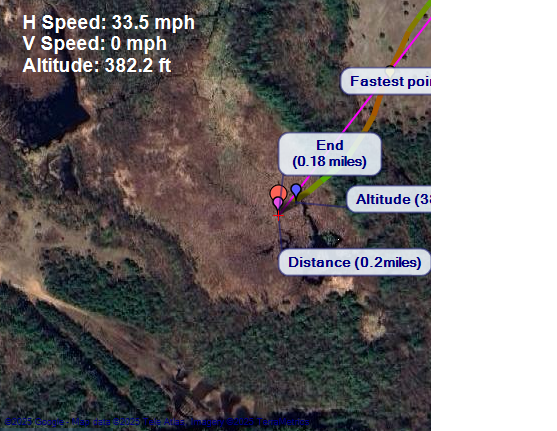 H Speed: 33.5 mph
V Speed: 0 mph
Altitude: 382.2 ft
Fastest poi
End
(0.18 miles)
Altitude (38
Distance (0.2miles)